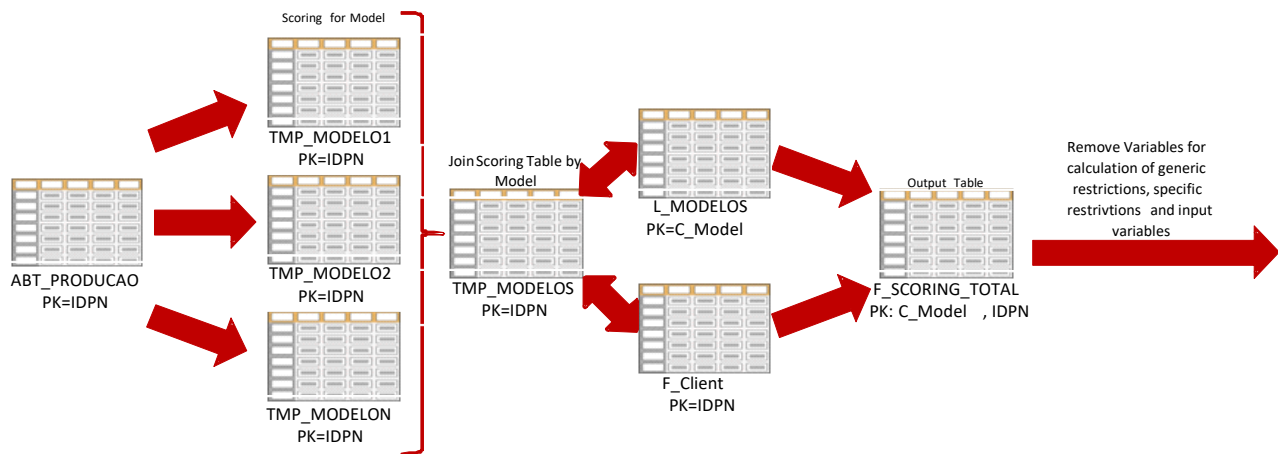 Scoring for Model
TMP_MODELO1
PK=IDPN
TMP_MODELO2
PK=IDPN
TMP_MODELON
PK=IDPN
ABT_PRODUCAO
PK=IDPN
Join Scoring Table by
Model
TMP_MODELOS
PK=IDPN
L_MODELOS
PK=C_Model
F_Client
PK=IDPN
Output Table
F_SCORING_TOTAL
PK: C_Model , IDPN
Remove Variables for
calculation of generic
restrictions, specific
restrivtions and input
variables